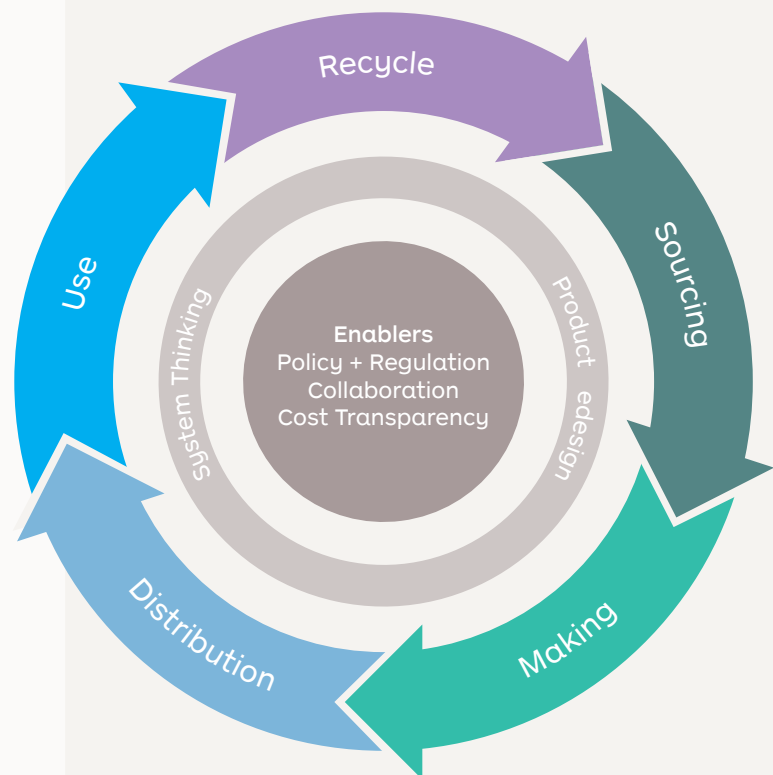 Recycle
Sourcing
Making
Distribution
Use
System Thinking
Product edesign
Enablers
Policy + Regulation
Collaboration
Cost Transparency